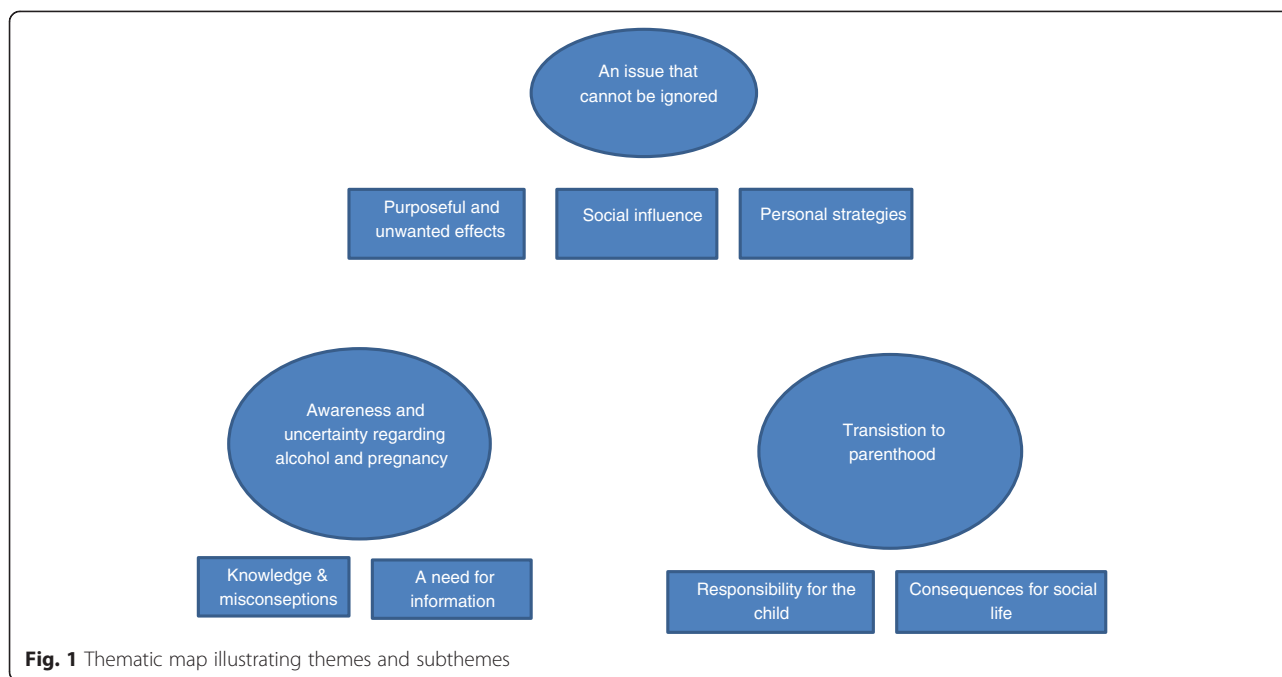 An issue that
cannot be ignored
Purposeful and
unwanted effects
Social influence
Personal strategies
Awareness and
uncertainty regarding
alcohol and pregnancy
Transistion to
parenthood
Knowledge &
misconseptions
A need for
information
Responsibility for the
child
Consequences for social
life
Fig. 1 Thematic map illustrating themes and subthemes